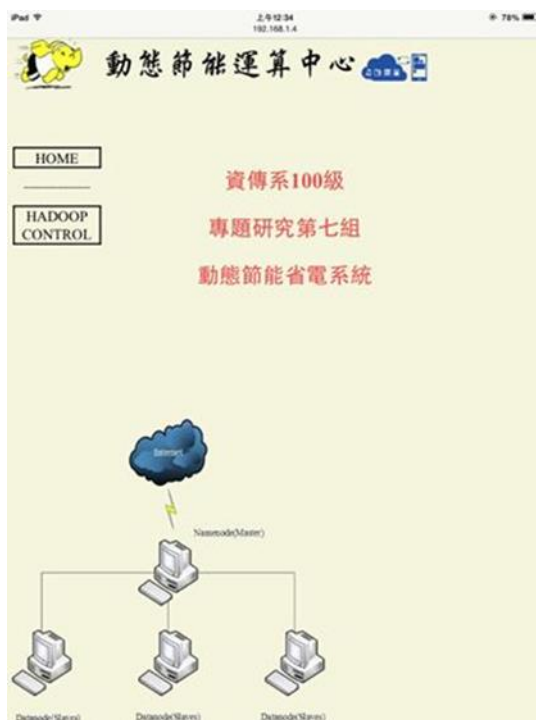 iPad
上午12:34
78%
192.168.1.4
動態節能運算中心
HOME
HADOOP
CONTROL
資傳系100級
專題研究第七組
動態節能省電系統
Namenode(Master)
Datanode(Slaves)
Datanode(Slaves)
Datanode(Slaves)